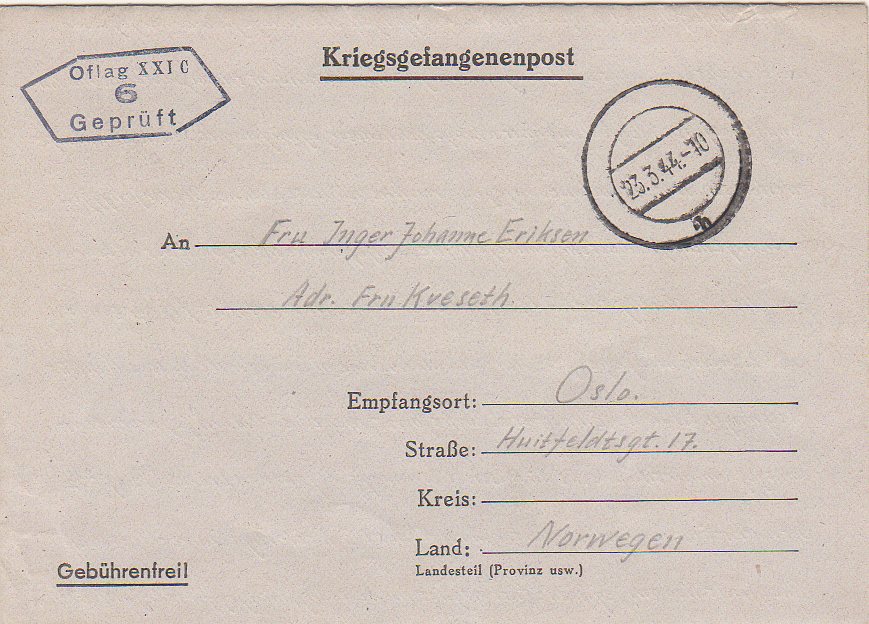 Oflag XXI C
6
Geprüft
Kriegsgefangenenpost
23.3.44.-10
An Fru Inger Johanne Eriksen
Adr. Fru Kveseth.
Empfangsort: Oslo.
Straße: Huitfeldtsgt. 17.
Kreis:
Land: Norwegen
Landesteil (Provinz usw.)
Gebührenfrei!